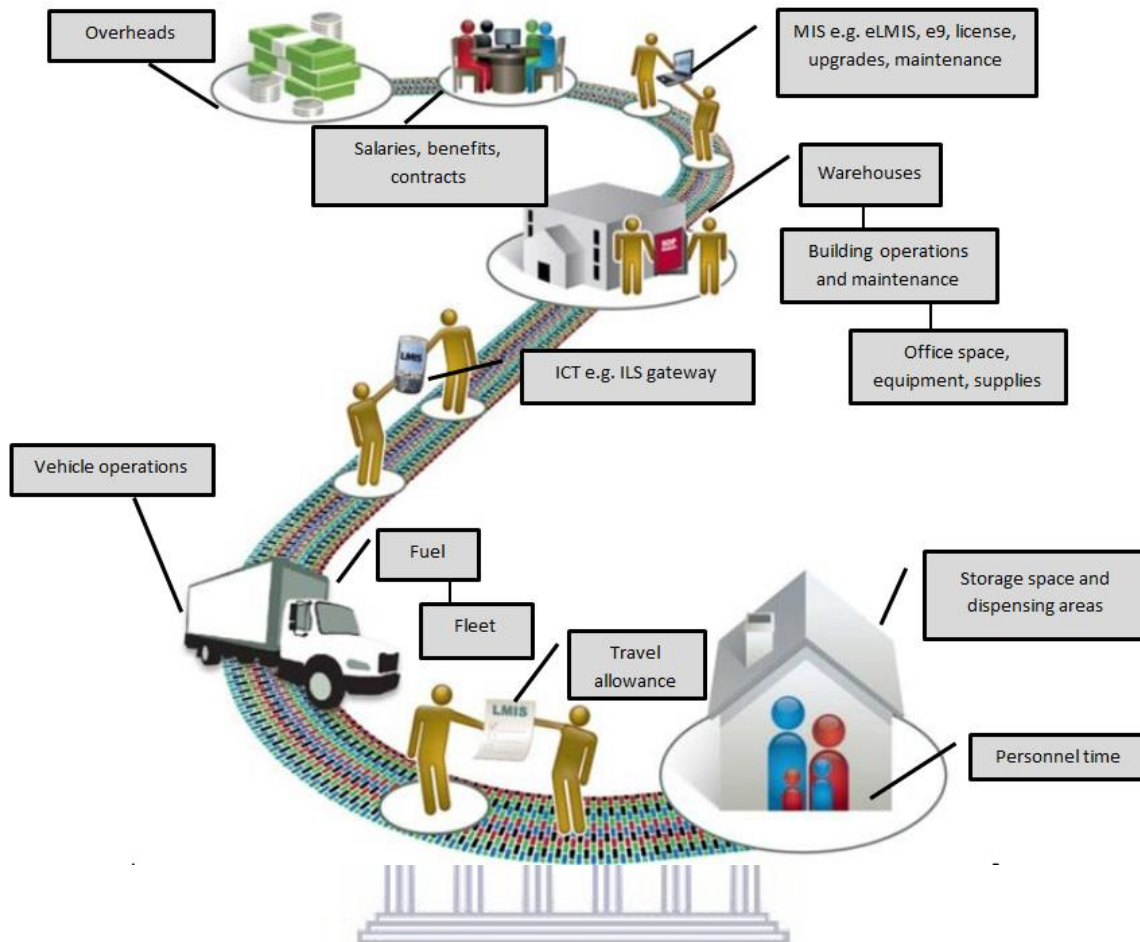 Overheads
MIS e.g. eLMIS, e9, license,
upgrades, maintenance
Salaries, benefits,
contracts
Warehouses
SOP
Building operations
and maintenance
Office space,
equipment, supplies
LMIS
ICT e.g. ILS gateway
Vehicle operations
Fuel
Fleet
Storage space and
dispensing areas
Travel
allowance
LMIS
Personnel time